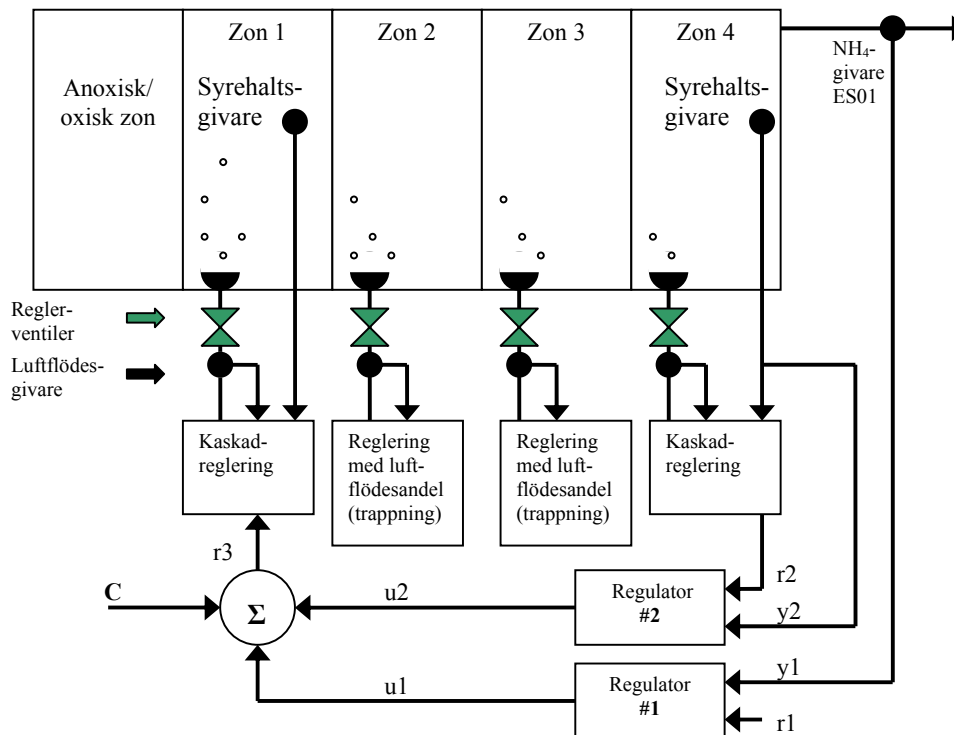 Zon 1
Zon 2
Zon 3
Zon 4
NH₄-
givare
ES01
Anoxisk/
oxisk zon
Syrehalts-
givare
Syrehalts-
givare
Regler-
ventiler
Luftflödes-
givare
Kaskad-
reglering
Reglering
med luft-
flödesandel
(trappning)
Reglering
med luft-
flödesandel
(trappning)
Kaskad-
reglering
r3
r2
C
Σ
u2
Regulator
#2
y2
u1
Regulator
#1
y1
r1